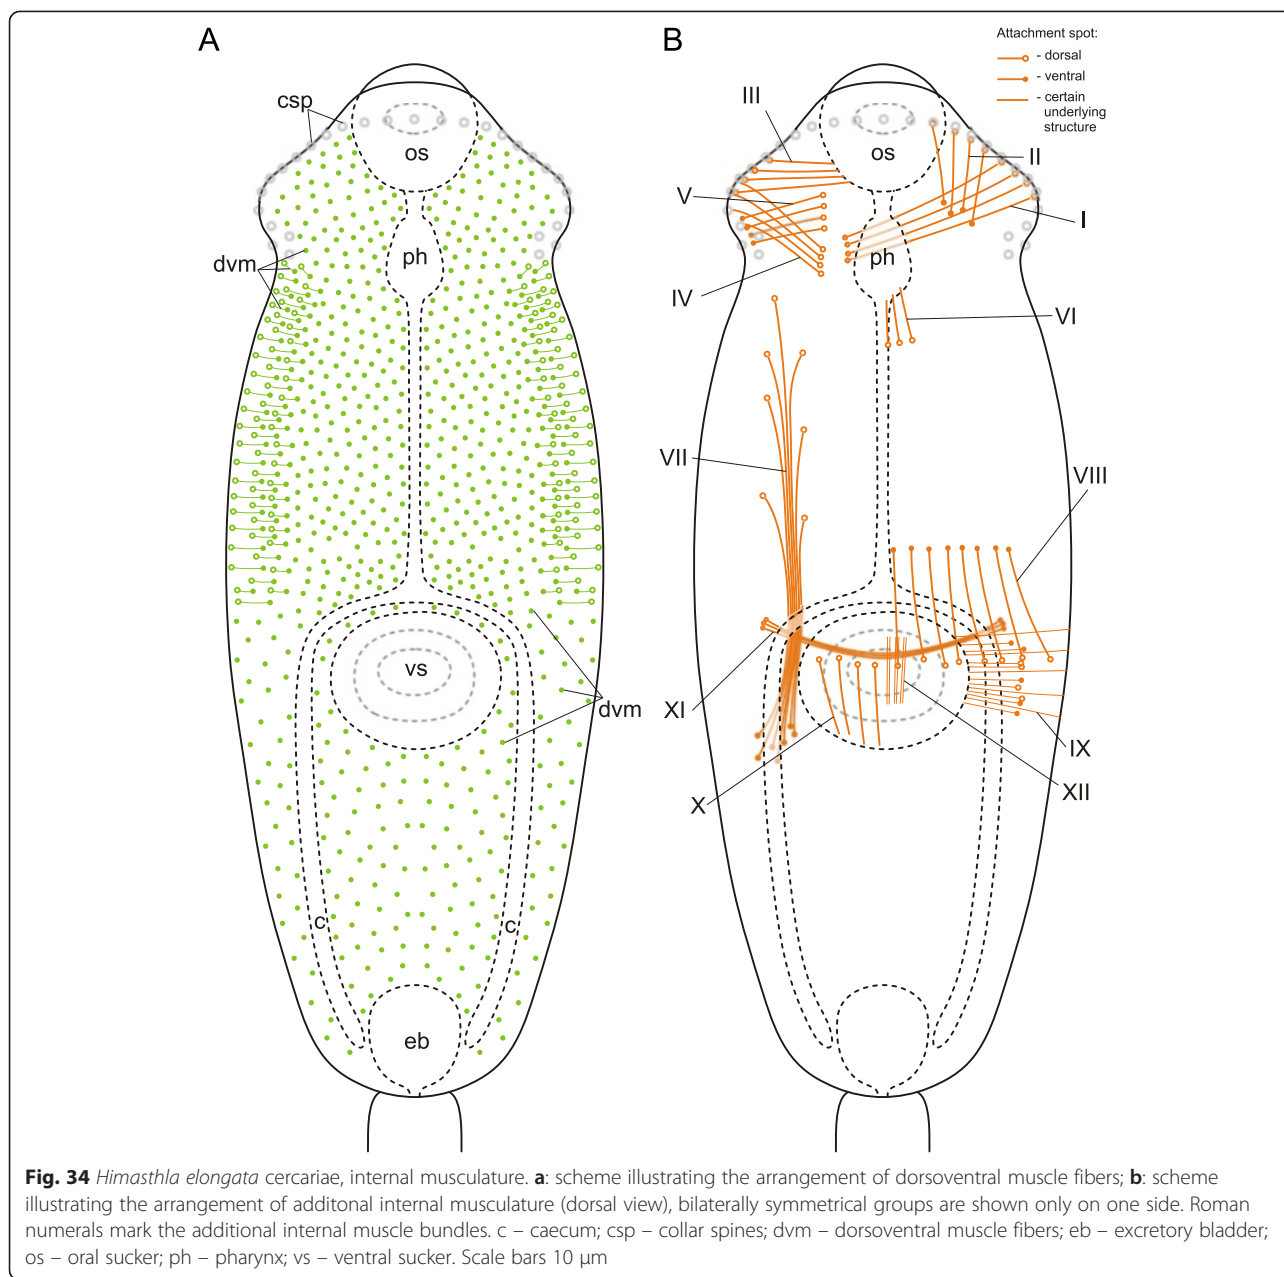 A
B
Attachment spot:
- dorsal
- ventral
- certain
underlying
structure
csp
III
os
os
II
V
I
dvm
ph
ph
IV
VI
VII
VIII
vs
dvm
XI
IX
X
XII
c
c
eb
Fig. 34 Himasthla elongata cercariae, internal musculature. a: scheme illustrating the arrangement of dorsoventral muscle fibers; b: scheme
illustrating the arrangement of additonal internal musculature (dorsal view), bilaterally symmetrical groups are shown only on one side. Roman
numerals mark the additional internal muscle bundles. c – caecum; csp – collar spines; dvm – dorsoventral muscle fibers; eb – excretory bladder;
os – oral sucker; ph – pharynx; vs – ventral sucker. Scale bars 10 μm